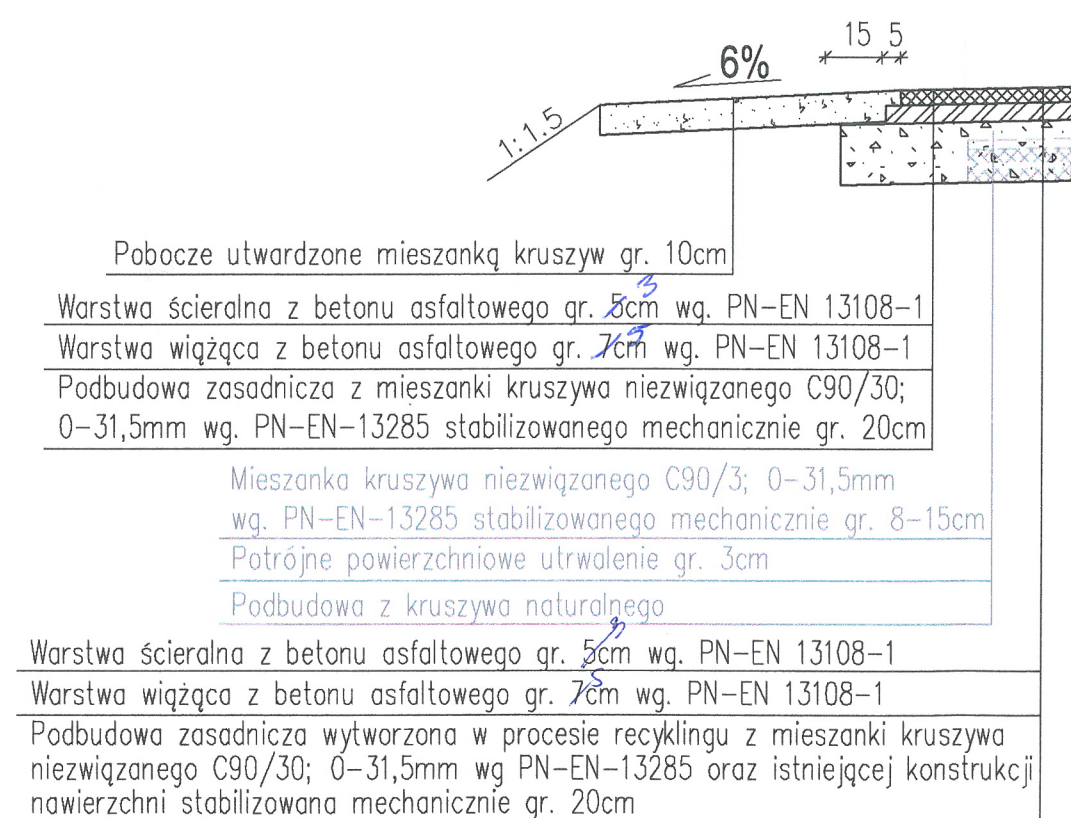 15 5
6%
1:1.5
Pobocze utwardzone mieszanką kruszyw gr. 10cm
3
Warstwa ścieralna z betonu asfaltowego gr. 5cm wg. PN-EN 13108-1
5
Warstwa wiążąca z betonu asfaltowego gr. 7cm wg. PN-EN 13108-1
Podbudowa zasadnicza z mieszanki kruszywa niezwiązanego C90/30;
0-31,5mm wg. PN-EN-13285 stabilizowanego mechanicznie gr. 20cm
Mieszanka kruszywa niezwiązanego C90/3; 0-31,5mm
wg. PN-EN-13285 stabilizowanego mechanicznie gr. 8-15cm
Potrójne powierzchniowe utrwalenie gr. 3cm
Podbudowa z kruszywa naturalnego
3
Warstwa ścieralna z betonu asfaltowego gr. 5cm wg. PN-EN 13108-1
5
Warstwa wiążąca z betonu asfaltowego gr. 7cm wg. PN-EN 13108-1
Podbudowa zasadnicza wytworzona w procesie recyklingu z mieszanki kruszywa
niezwiązanego C90/30; 0-31,5mm wg PN-EN-13285 oraz istniejącej konstrukcji
nawierzchni stabilizowana mechanicznie gr. 20cm